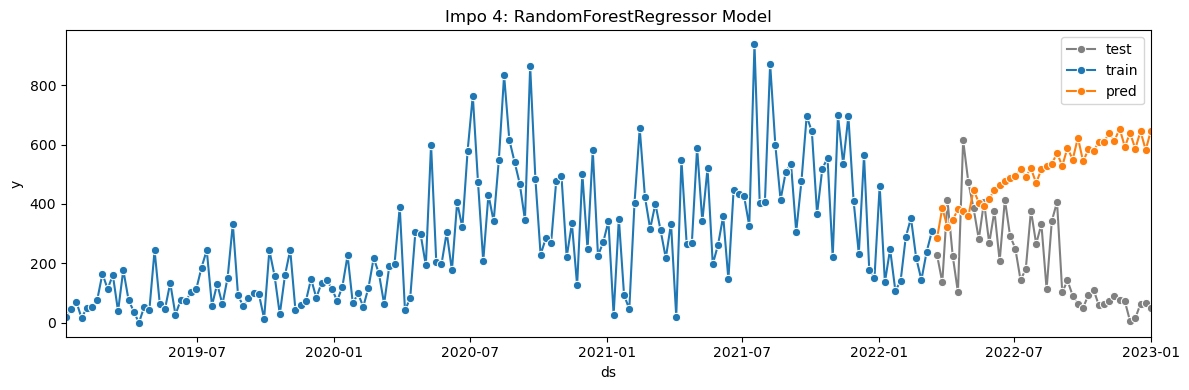 Impo 4: RandomForestRegressor Model
test
train
pred
800
600
400
200
0
y
2019-07 2020-01 2020-07 2021-01 2021-07 2022-01 2022-07 2023-01
ds